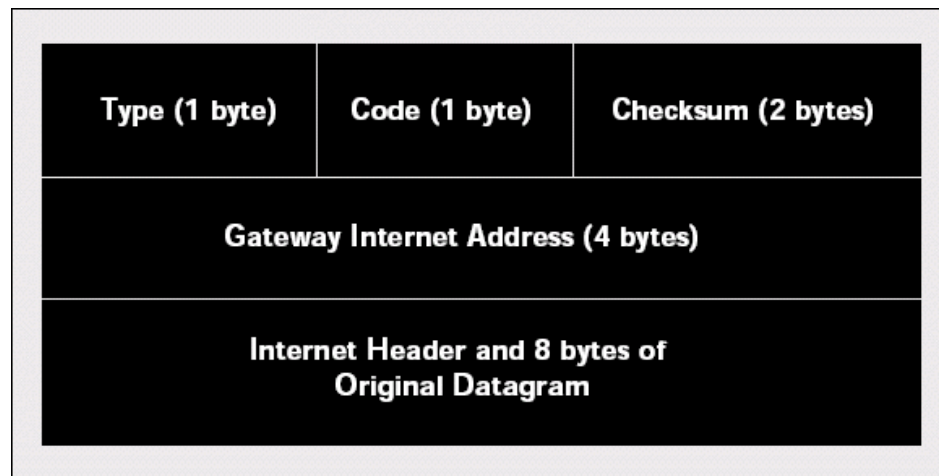 Type (1 byte)
Code (1 byte)
Checksum (2 bytes)
Gateway Internet Address (4 bytes)
Internet Header and 8 bytes of
Original Datagram